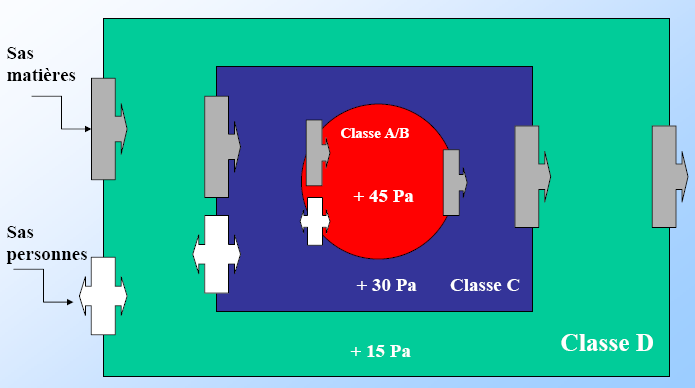 Sas
matières
Classe A/B
+ 45 Pa
Sas
personnes
+ 30 Pa
Classe C
Classe D
+ 15 Pa